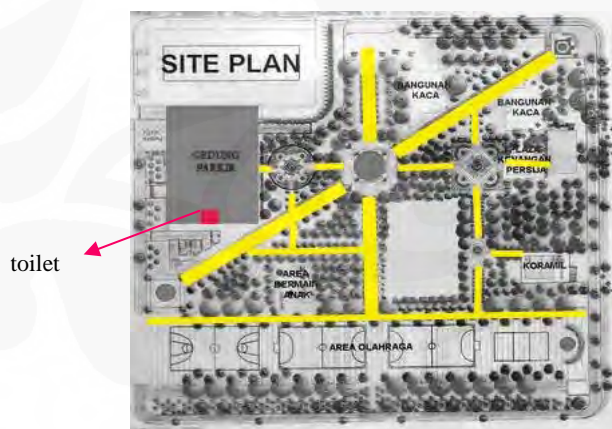 SITE PLAN
BANGUNAN
KACA
BANGUNAN
KACA
GEDUNG
PARKIR
PLAZA
KENANGAN
PERSIJA
toilet
AREA
BERMAIN
ANAK
KORAMIL
AREA OLAHRAGA